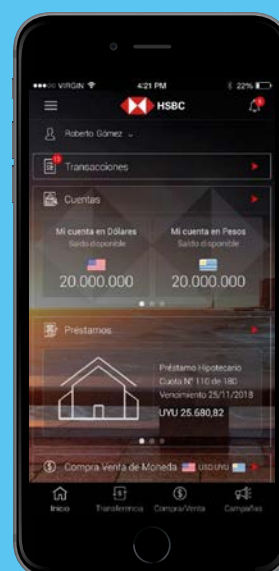 VIRGIN 4:21 PM 22%
HSBC
Roberto Gómez
13
Transacciones
Cuentas
Mi cuenta en Dólares Mi cuenta en Pesos
Saldo disponible Saldo disponible
20.000.000 20.000.000
Préstamos
Préstamo Hipotecario
Cuota Nº 110 de 180
Vencimiento 25/11/2018
UYU 25.680,82
Compra Venta de Moneda USD UYU
Inicio Transferencia Compra/Venta Campañas